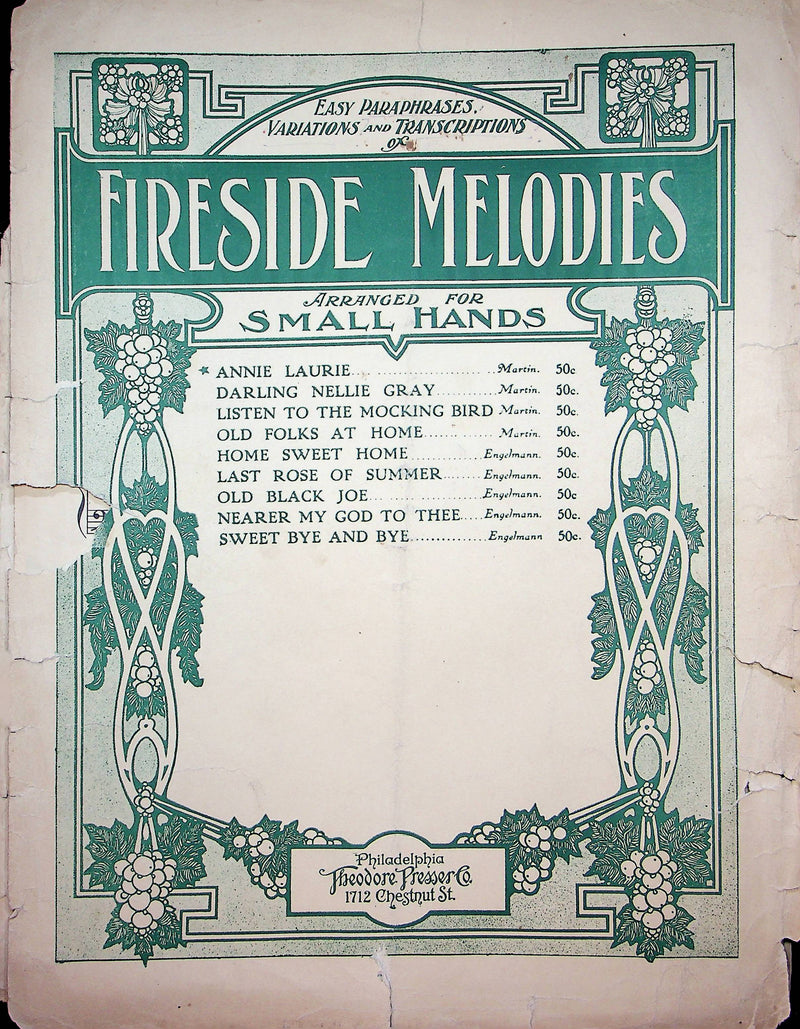 EASY PARAPHRASES,
VARIATIONS AND TRANSCRIPTIONS
OF
FIRESIDE MELODIES
ARRANGED FOR
SMALL HANDS
* ANNIE LAURIE.......................Martin. 50c
DARLING NELLIE GRAY............Martin. 50c.
LISTEN TO THE MOCKING BIRD Martin. 50c.
OLD FOLKS AT HOME............Martin. 50c.
HOME SWEET HOME............Engelmann. 50c.
LAST ROSE OF SUMMER........Engelmann. 50c.
OLD BLACK JOE...................Engelmann. 50c
NEARER MY GOD TO THEE.....Engelmann. 50c.
SWEET BYE AND BYE..............Engelmann 50c.
Philadelphia
Theodore Presser Co.
1712 Chestnut St.